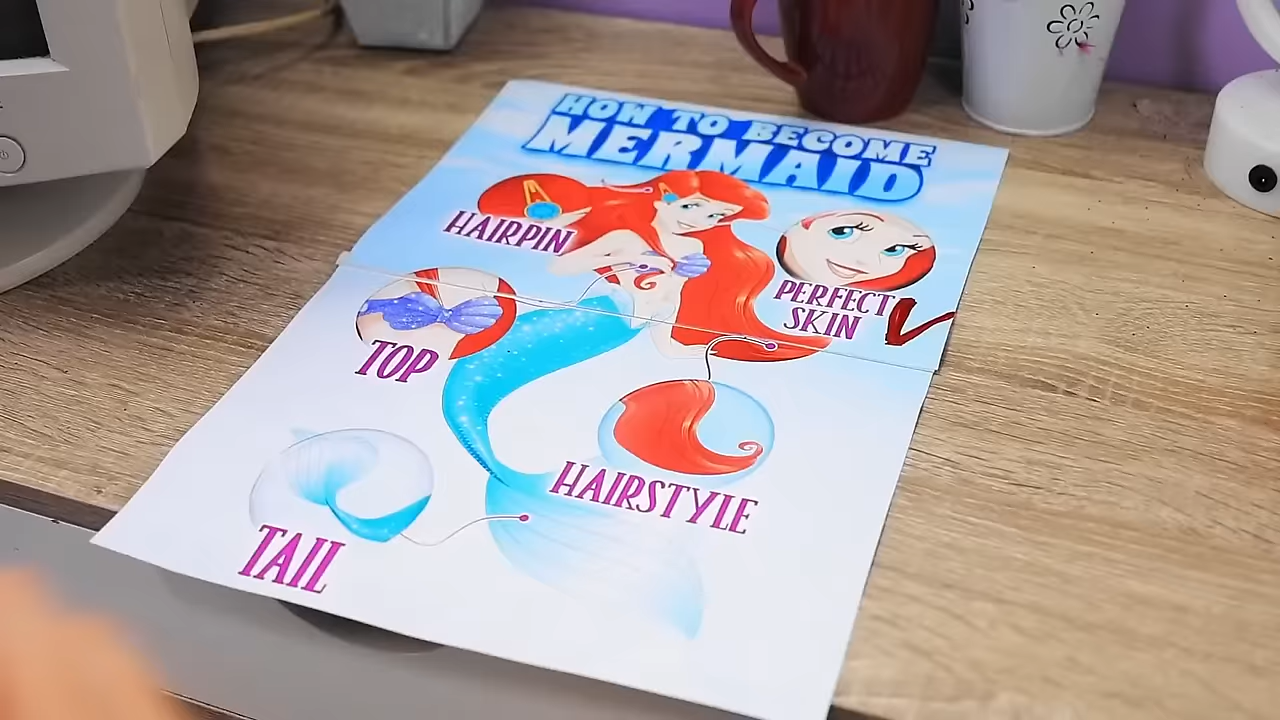 HOW TO BECOME
MERMAID
HAIRPIN
PERFECT
SKIN
TOP
HAIRSTYLE
TAIL